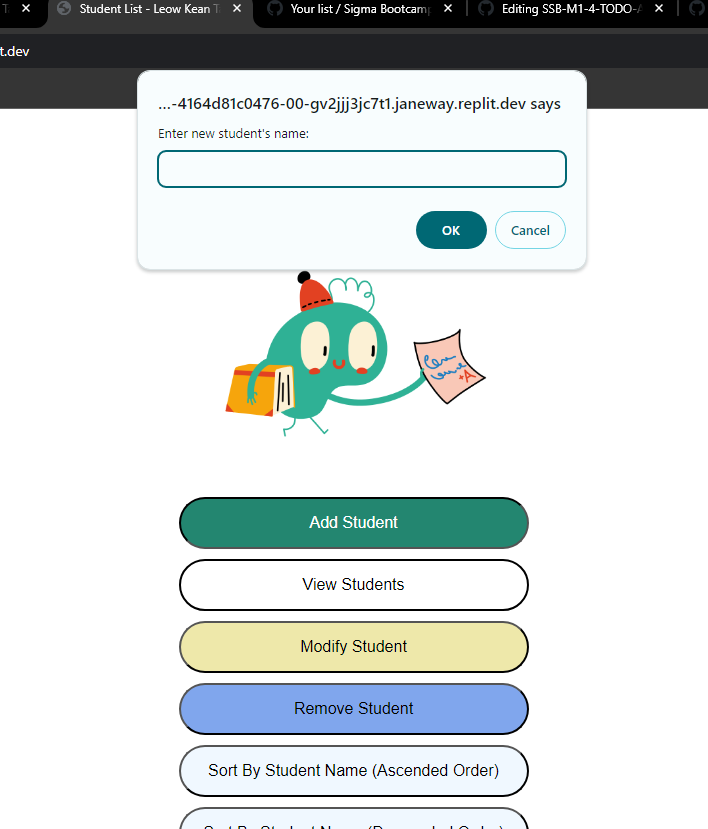 Student List - Leow Kean T
Your list / Sigma Bootcamp
Editing SSB-M1-4-TODO-A
t.dev
...-4164d81c0476-00-gv2jjj3jc7t1.janeway.replit.dev says
Enter new student's name:
OK
Cancel
+A
Add Student
View Students
Modify Student
Remove Student
Sort By Student Name (Ascended Order)